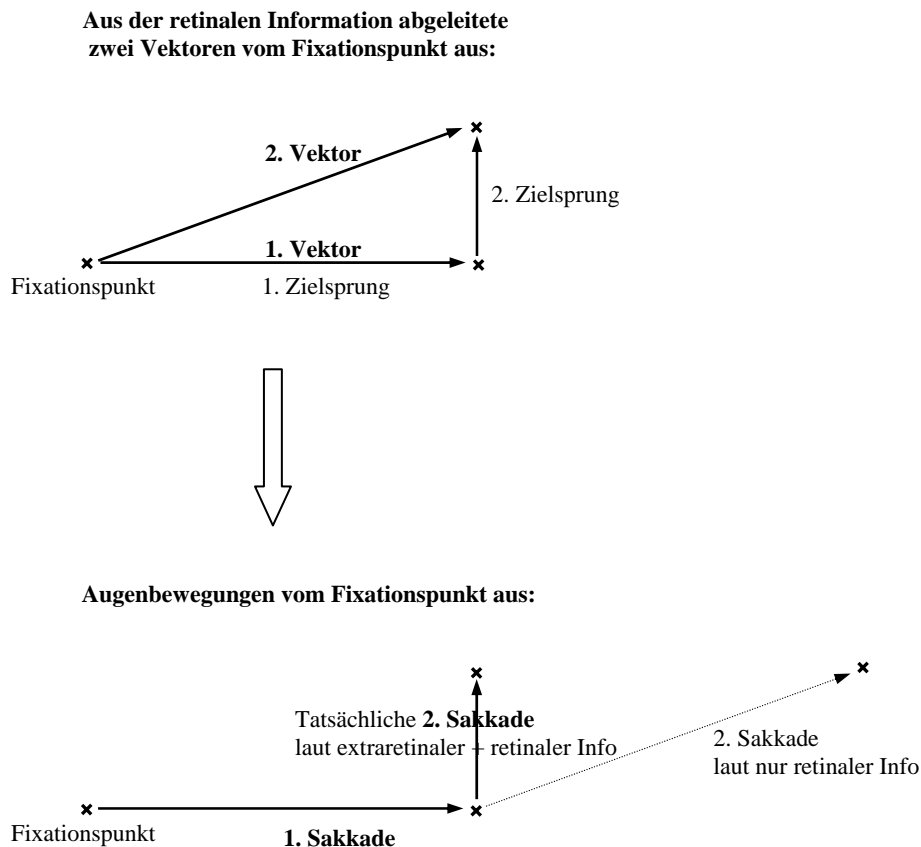 Aus der retinalen Information abgeleitete
zwei Vektoren vom Fixationspunkt aus:
2. Vektor
2. Zielsprung
1. Vektor
Fixationspunkt
1. Zielsprung
Augenbewegungen vom Fixationspunkt aus:
Tatsächliche 2. Sakkade
laut extraretinaler + retinaler Info
2. Sakkade
laut nur retinaler Info
Fixationspunkt
1. Sakkade